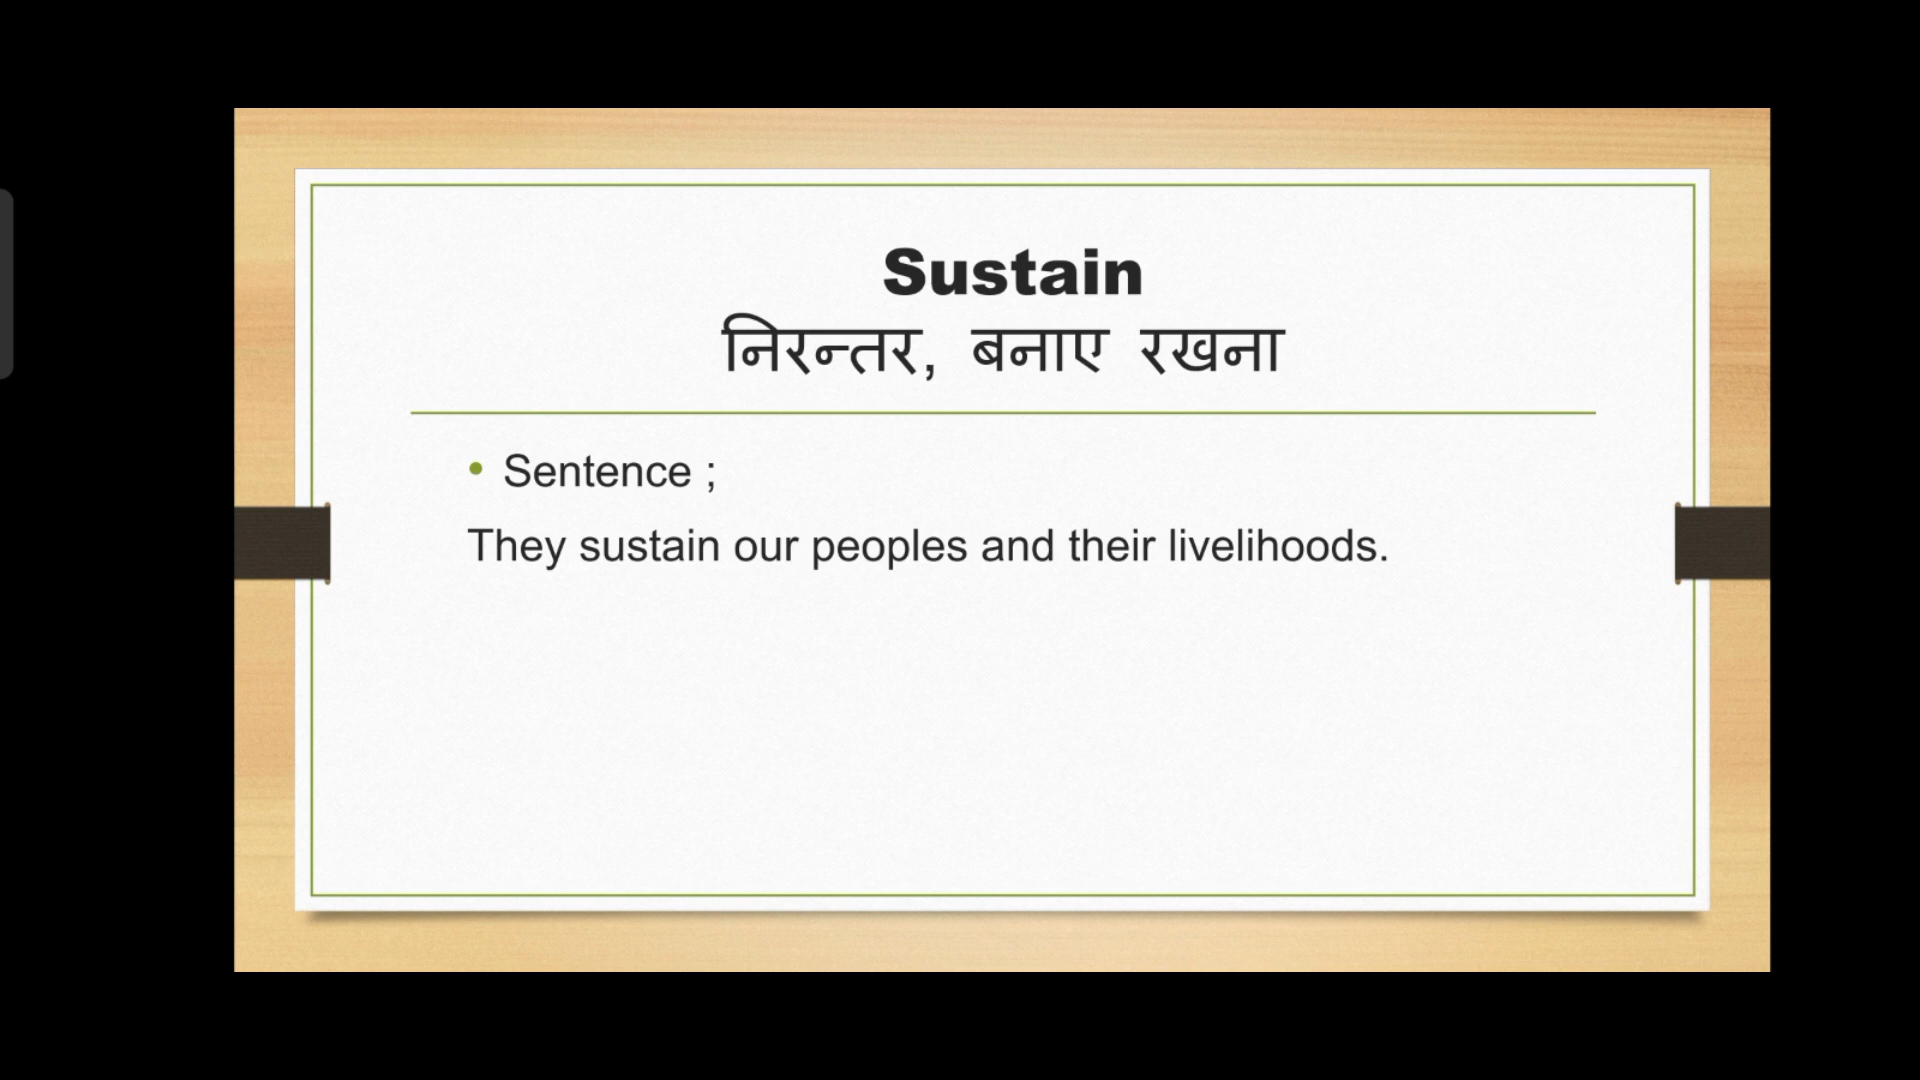 Sustain
निरन्तर, बनाए रखना
• Sentence ;
They sustain our peoples and their livelihoods.